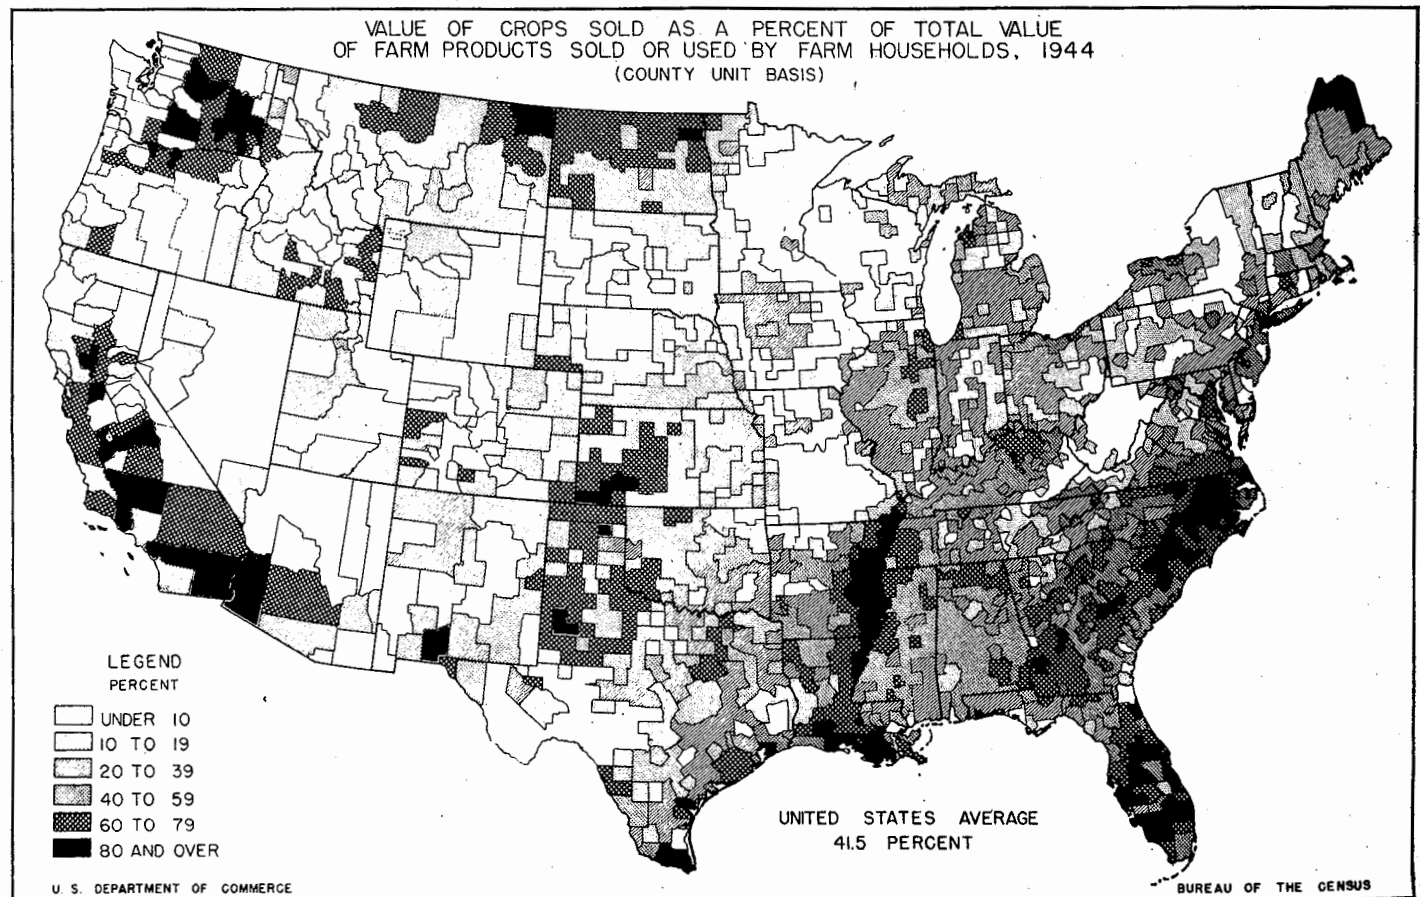 VALUE OF CROPS SOLD AS A PERCENT OF TOTAL VALUE
OF FARM PRODUCTS SOLD OR USED BY FARM HOUSEHOLDS, 1944
(COUNTY UNIT BASIS)
LEGEND
PERCENT
UNDER 10
10 TO 19
20 TO 39
40 TO 59
60 TO 79
80 AND OVER
UNITED STATES AVERAGE
41.5 PERCENT
U. S. DEPARTMENT OF COMMERCE
BUREAU OF THE CENSUS